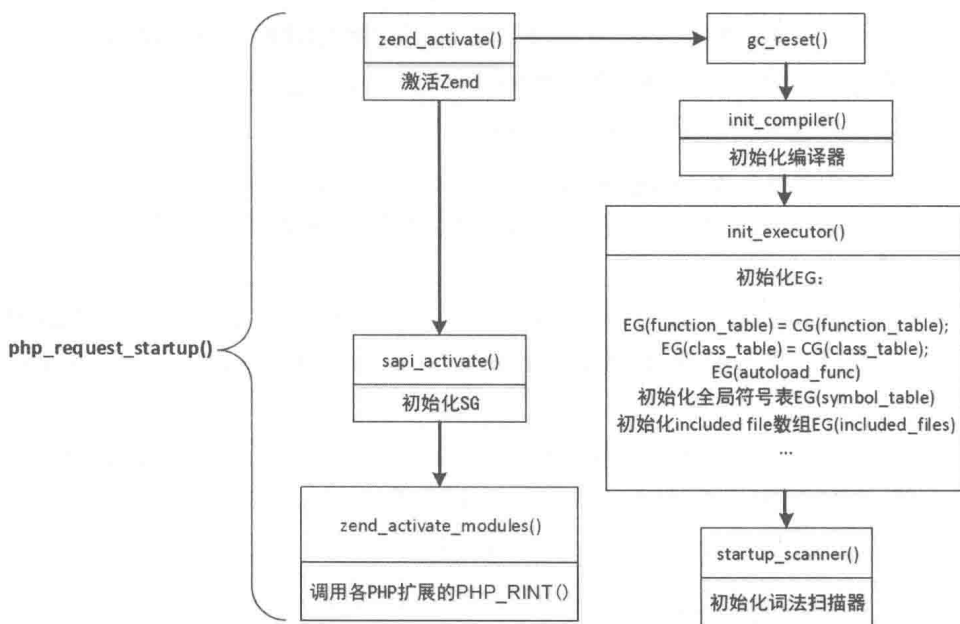 zend_activate()
激活Zend
gc_reset()
init_compiler()
初始化编译器
init_executor()
初始化EG:
EG(function_table) = CG(function_table);
EG(class_table) = CG(class_table);
EG(autoload_func)
初始化全局符号表EG(symbol_table)
初始化included file数组EG(included_files)
...
startup_scanner()
初始化词法扫描器
php_request_startup()
sapi_activate()
初始化SG
zend_activate_modules()
调用各PHP扩展的PHP_RINT()